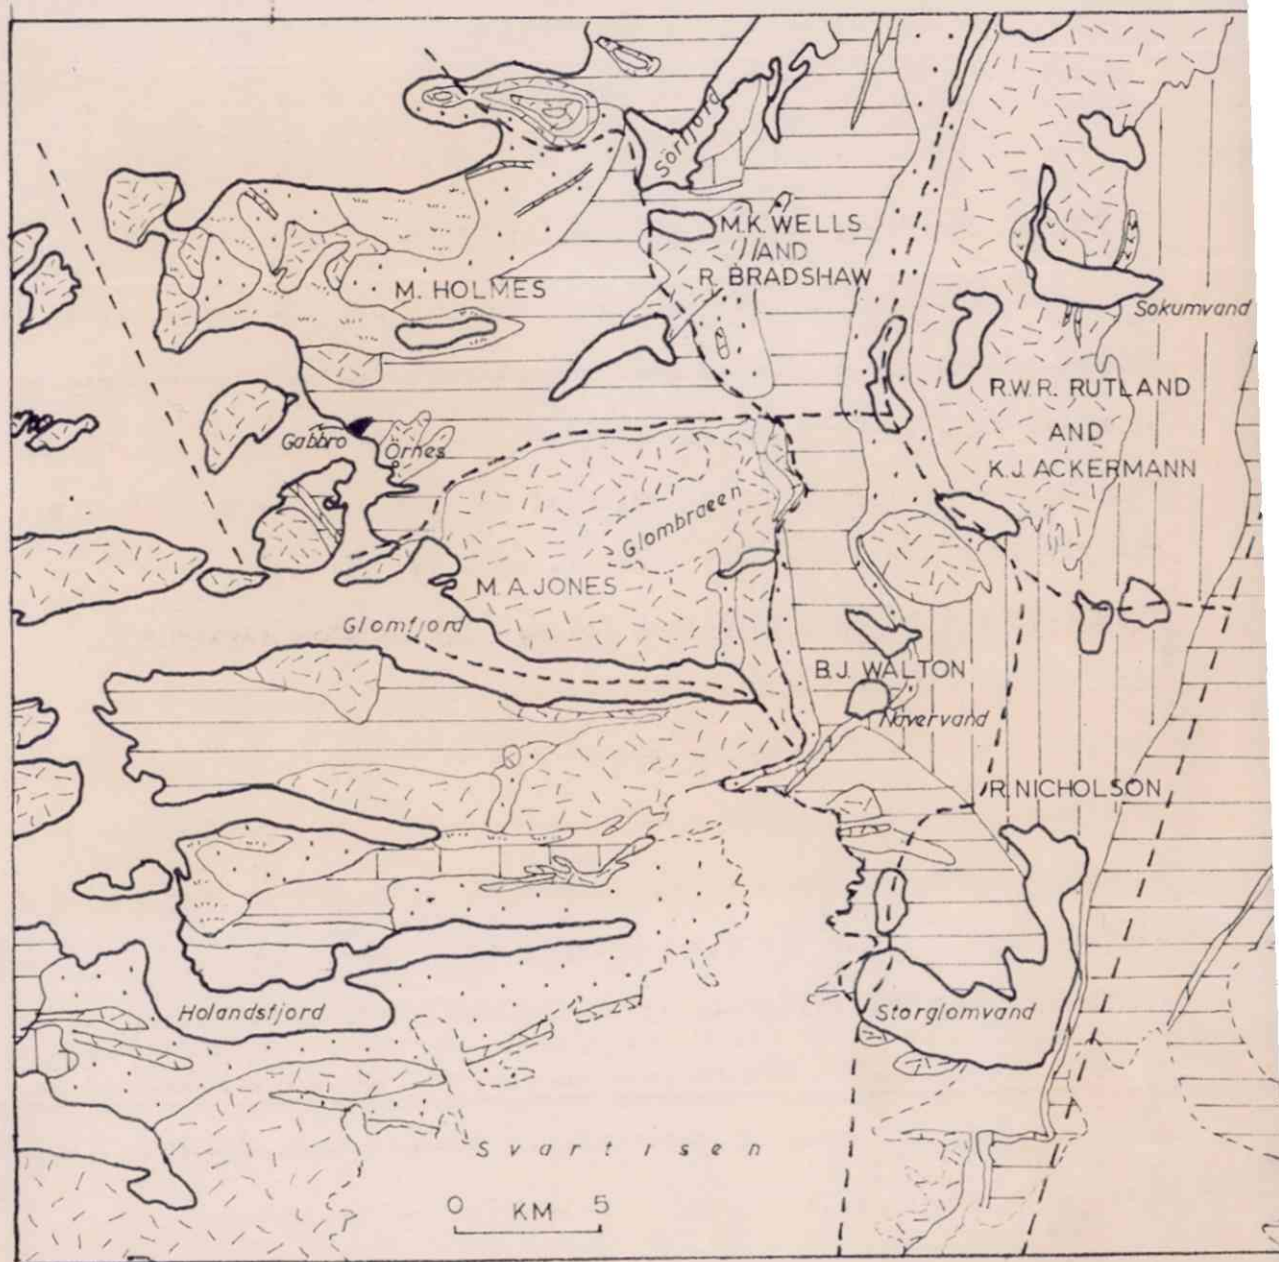 Sörfjord
M.K. WELLS
AND
R. BRADSHAW
M. HOLMES
Sokumvand
R.W.R. RUTLAND
AND
K.J. ACKERMANN
Gabbro
Örnes
Glombraeen
M.A. JONES
Glomfjord
B.J. WALTON
Navervand
R. NICHOLSON
Holandsfjord
Storglomvand
Svartisen
0 KM 5